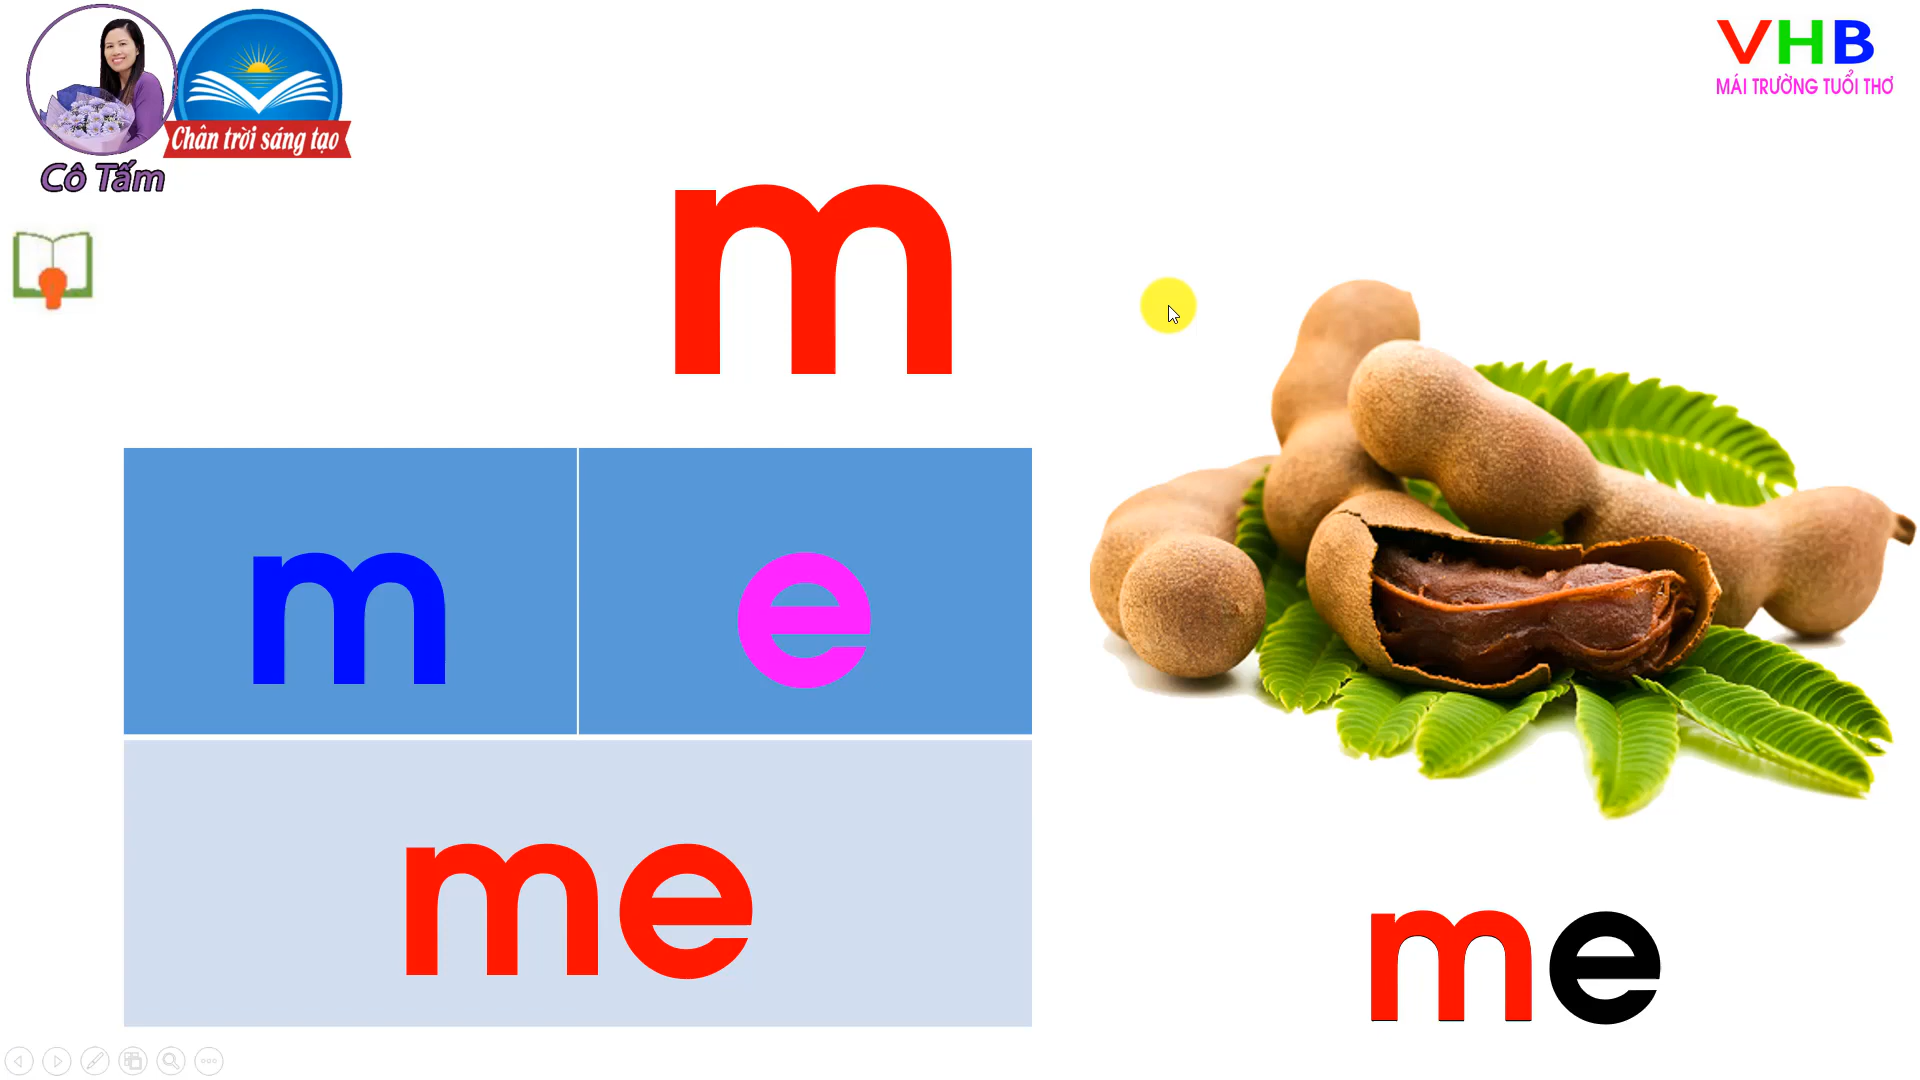 VHB
MÁI TRƯỜNG TUỔI THƠ
Chân trời sáng tạo
Cô Tấm
m
m e
me
me